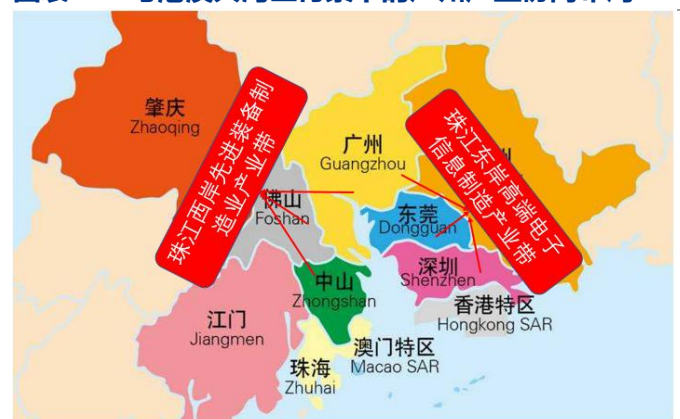 肇庆
Zhaoqing
珠江西岸先进装备制
造业产业带
广州
Guangzhou
珠江东岸高端电子
信息制造产业带
州
佛山
Foshan
东莞
Dongguan
深圳
Shenzhen
中山
Zhongshan
香港特区
Hongkong SAR
江门
Jiangmen
澳门特区
Macao SAR
珠海
Zhuhai